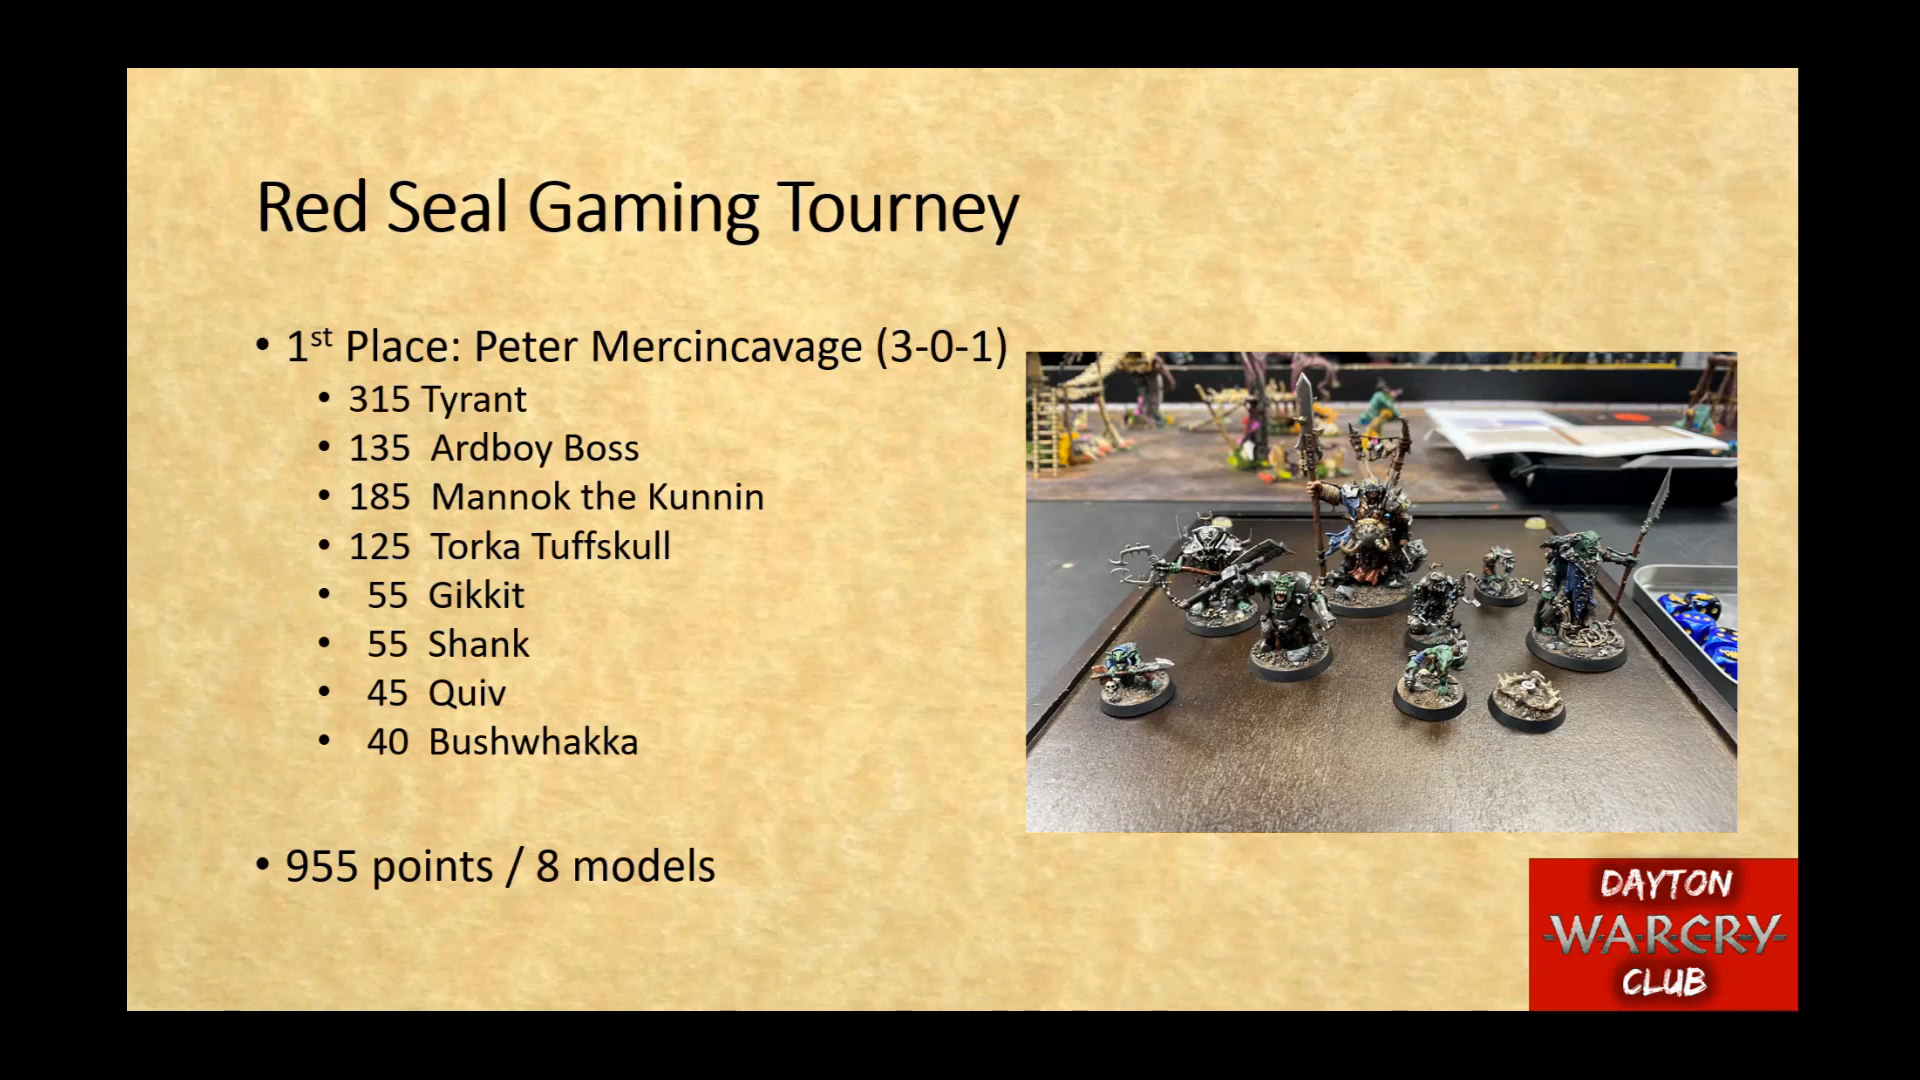 Red Seal Gaming Tourney
• 1st Place: Peter Mercincavage (3-0-1)
• 315 Tyrant
• 135 Ardboy Boss
• 185 Mannok the Kunnin
• 125 Torka Tuffskull
• 55 Gikkit
• 55 Shank
• 45 Quiv
• 40 Bushwhakka
• 955 points / 8 models
DAYTON
WARCRY
CLUB